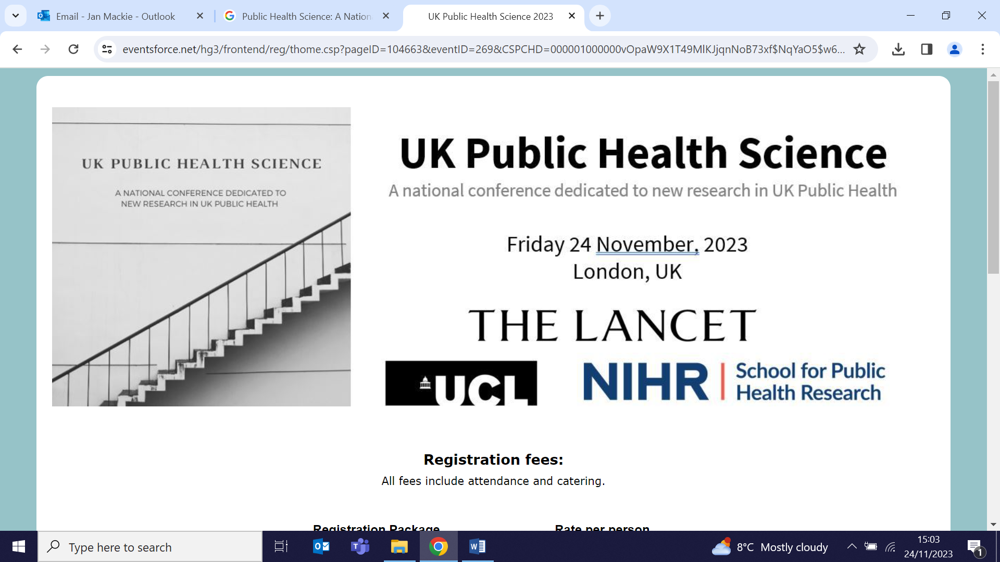 Email - Jan Mackie - Outlook
Public Health Science: A Nation
UK Public Health Science 2023
eventsforce.net/hg3/frontend/reg/thome.csp?pageID=104663&eventID=269&CSPCHD=000001000000vOpaW9X1T49MlKJjqnNoB73xf$NqYaO5$w6...
UK PUBLIC HEALTH SCIENCE
A NATIONAL CONFERENCE DEDICATED TO
NEW RESEARCH IN UK PUBLIC HEALTH
UK Public Health Science
A national conference dedicated to new research in UK Public Health
Friday 24 November, 2023
London, UK
THE LANCET
UCL
NIHR | School for Public
Health Research
Registration fees:
All fees include attendance and catering.
Registration Package
Rate per person
Type here to search
8°C Mostly cloudy
15:03
24/11/2023
1